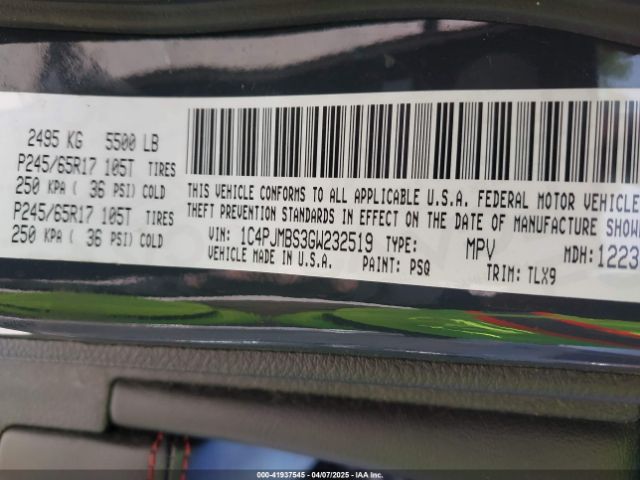 2495 KG 5500 LB
P245/65R17 105T TIRES
250 KPA ( 36 PSI) COLD
P245/65R17 105T TIRES
250 KPA ( 36 PSI) COLD
THIS VEHICLE CONFORMS TO ALL APPLICABLE U.S.A. FEDERAL MOTOR VEHICLE
THEFT PREVENTION STANDARDS IN EFFECT ON THE DATE OF MANUFACTURE SHOW
VIN: 1C4PJMBS3GW232519 TYPE: MPV MDH: 1223
VEHICLE MADE IN U.S.A. PAINT: PSQ TRIM: TLX9
000-41937545 04/07/2025 IAAI.COM